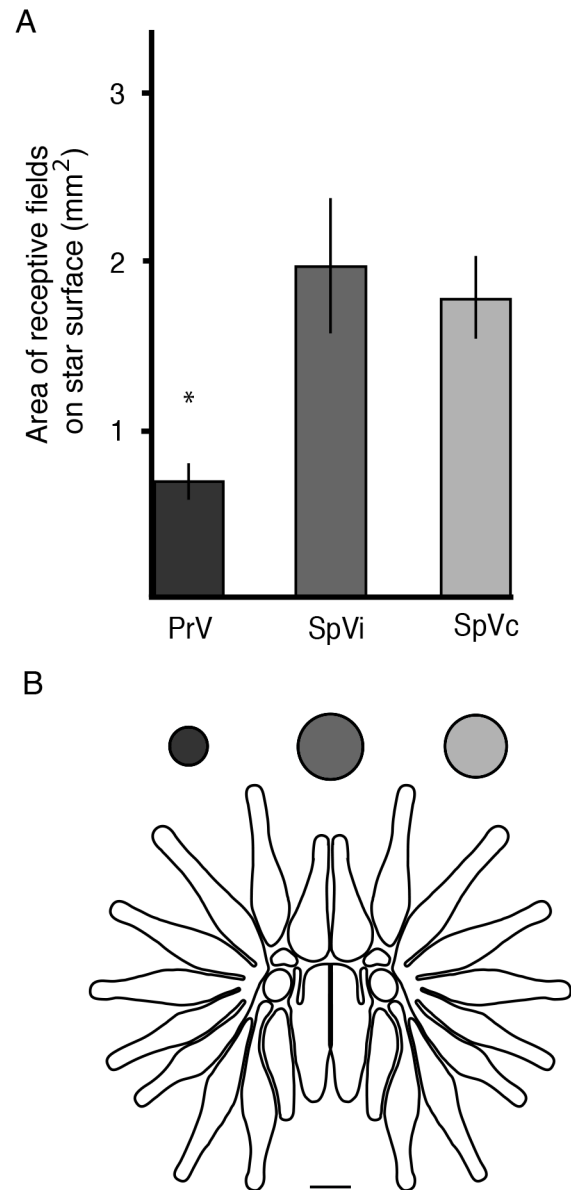 A
Area of receptive fields
on star surface (mm²)
3
2
1
*
PrV
SpVi
SpVc
B